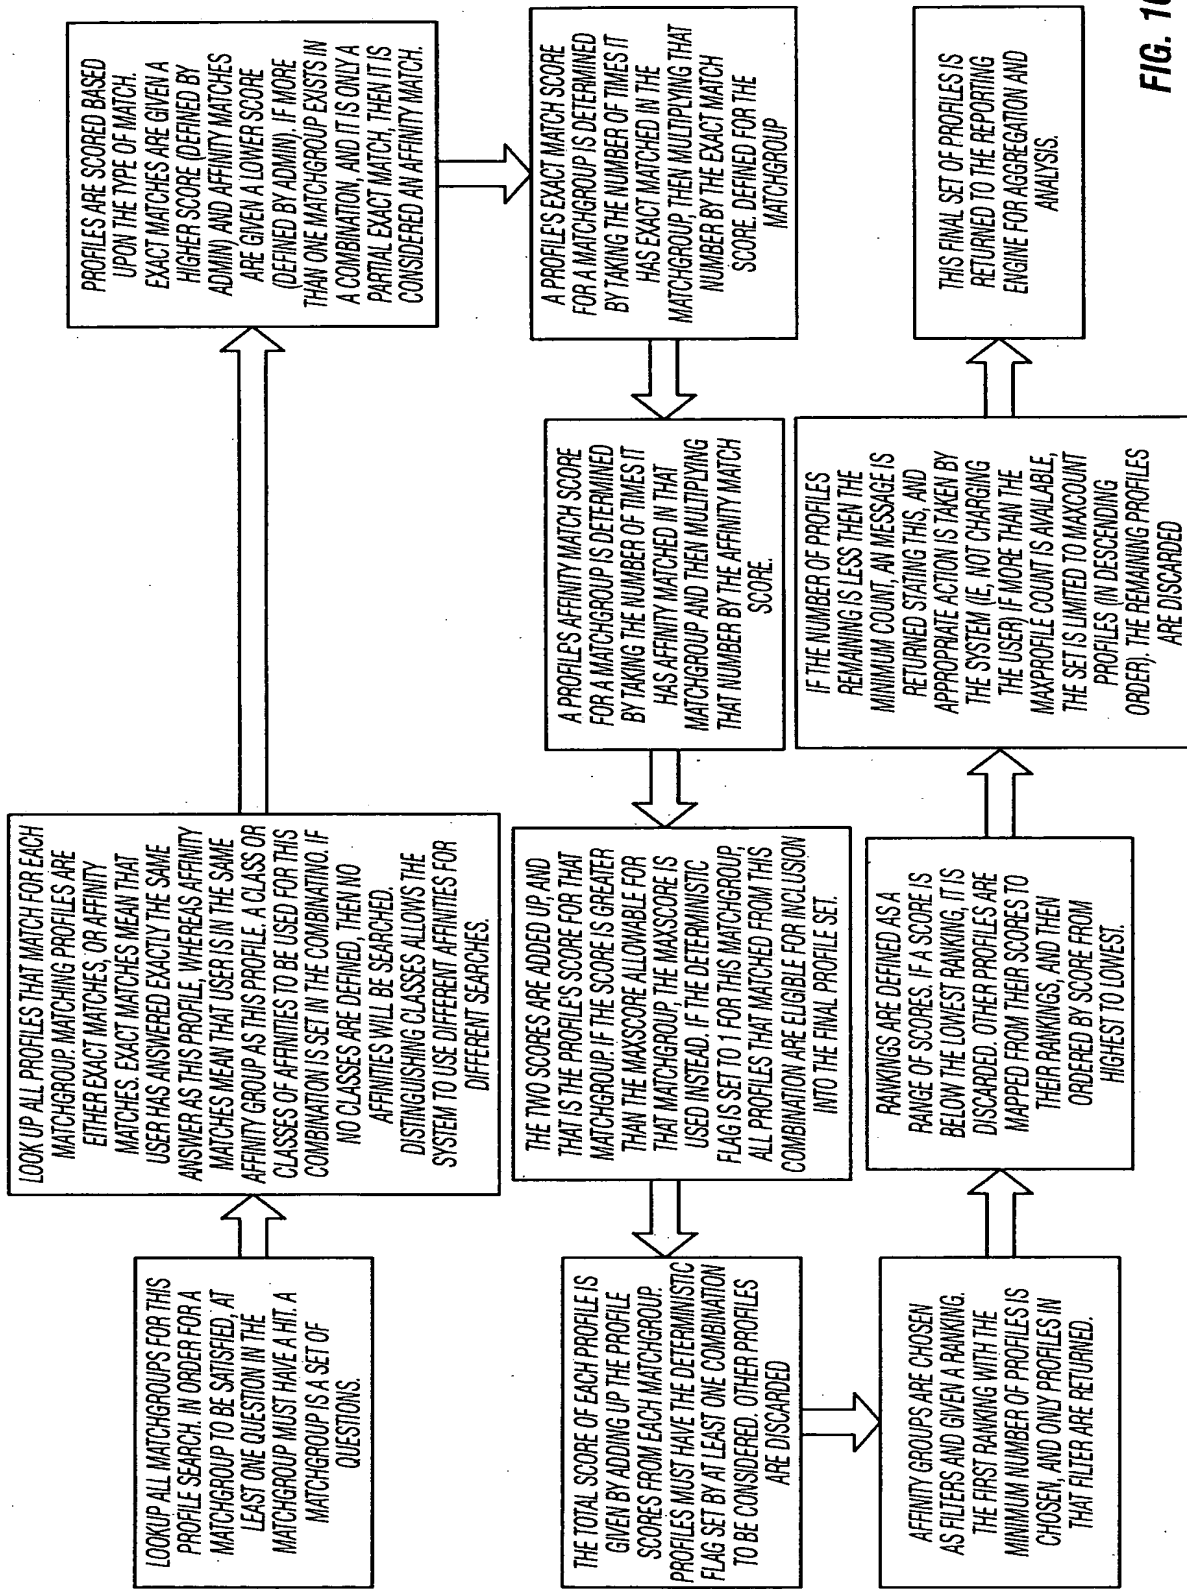 LOOKUP ALL MATCHGROUPS FOR THIS
PROFILE SEARCH. IN ORDER FOR A
MATCHGROUP TO BE SATISFIED, AT
LEAST ONE QUESTION IN THE
MATCHGROUP MUST HAVE A HIT. A
MATCHGROUP IS A SET OF
QUESTIONS.
LOOK UP ALL PROFILES THAT MATCH FOR EACH
MATCHGROUP. MATCHING PROFILES ARE
EITHER EXACT MATCHES, OR AFFINITY
MATCHES. EXACT MATCHES MEAN THAT
USER HAS ANSWERED EXACTLY THE SAME
ANSWER AS THIS PROFILE, WHEREAS AFFINITY
MATCHES MEAN THAT USER IS IN THE SAME
AFFINITY GROUP AS THIS PROFILE. A CLASS OR
CLASSES OF AFFINITIES TO BE USED FOR THIS
COMBINATION IS SET IN THE COMBINATINO. IF
NO CLASSES ARE DEFINED, THEN NO
AFFINITIES WILL BE SEARCHED.
DISTINGUSHING CLASSES ALLOWS THE
SYSTEM TO USE DIFFERENT AFFINITIES FOR
DIFFERENT SEARCHES.
PROFILES ARE SCORED BASED
UPON THE TYPE OF MATCH.
EXACT MATCHES ARE GIVEN A
HIGHER SCORE (DEFINED BY
ADMIN) AND AFFINITY MATCHES
ARE GIVEN A LOWER SCORE
(DEFINED BY ADMIN). IF MORE
THAN ONE MATCHGROUP EXISTS IN
A COMBINATION, AND IT IS ONLY A
PARTIAL EXACT MATCH, THEN IT IS
CONSIDERED AN AFFINITY MATCH.
A PROFILE'S EXACT MATCH SCORE
FOR A MATCHGROUP IS DETERMINED
BY TAKING THE NUMBER OF TIMES IT
HAS EXACT MATCHED IN THE
MATCHGROUP, THEN MULTIPLYING THAT
NUMBER BY THE EXACT MATCH
SCORE. DEFINED FOR THE
MATCHGROUP
A PROFILES AFFINITY MATCH SCORE
FOR A MATCHGROUP IS DETERMINED
BY TAKING THE NUMBER OF TIMES IT
HAS AFFINITY MATCHED IN THAT
MATCHGROUP AND THEN MULTIPLYING
THAT NUMBER BY THE AFFINITY MATCH
SCORE.
THE TWO SCORES ARE ADDED UP, AND
THAT IS THE PROFILE'S SCORE FOR THAT
MATCHGROUP. IF THE SCORE IS GREATER
THAN THE MAXSCORE ALLOWABLE FOR
THAT MATCHGROUP, THE MAXSCORE IS
USED INSTEAD. IF THE DETERMINISTIC
FLAG IS SET TO 1 FOR THIS MATCHGROUP,
ALL PROFILES THAT MATCHED FROM THIS
COMBINATION ARE ELIGIBLE FOR INCLUSION
INTO THE FINAL PROFILE SET.
THE TOTAL SCORE OF EACH PROFILE IS
GIVEN BY ADDING UP THE PROFILE
SCORES FROM EACH MATCHGROUP.
PROFILES MUST HAVE THE DETERMINISTIC
FLAG SET BY AT LEAST ONE COMBINATION
TO BE CONSIDERED. OTHER PROFILES
ARE DISCARDED
AFFINITY GROUPS ARE CHOSEN
AS FILTERS AND GIVEN A RANKING.
THE FIRST RANKING WITH THE
MINIMUM NUMBER OF PROFILES IS
CHOSEN, AND ONLY PROFILES IN
THAT FILTER ARE RETURNED.
RANKINGS ARE DEFINED AS A
RANGE OF SCORES. IF A SCORE IS
BELOW THE LOWEST RANKING, IT IS
DISCARDED. OTHER PROFILES ARE
MAPPED FROM THEIR SCORES TO
THEIR RANKINGS, AND THEN
ORDERED BY SCORE FROM
HIGHEST TO LOWEST.
IF THE NUMBER OF PROFILES
REMAINING IS LESS THEN THE
MINIMUM COUNT, AN MESSAGE IS
RETURNED STATING THIS, AND
APPROPRIATE ACTION IS TAKEN BY
THE SYSTEM (IE, NOT CHARGING
THE USER) IF MORE THAN THE
MAXPROFILE COUNT IS AVAILABLE,
THE SET IS LIMITED TO MAXCOUNT
PROFILES (IN DESCENDING
ORDER). THE REMAINING PROFILES
ARE DISCARDED
THIS FINAL SET OF PROFILES IS
RETURNED TO THE REPORTING
ENGINE FOR AGGREGATION AND
ANALYSIS.
FIG. 10